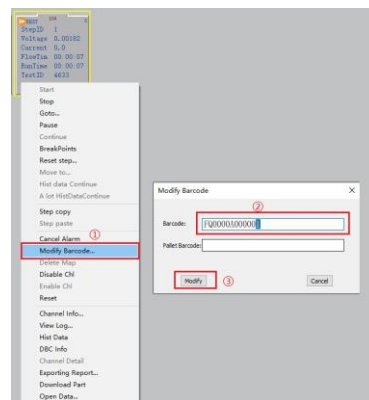 REST
StepID 1
Voltage 0.00102
Current 0.0
FlowTim 00:00:07
RunTime 00:00:07
TestID 4633
Start
Stop
Goto...
Pause
Continue
BreakPoints
Reset step...
Move to...
Hist data Continue
A lot HistDataContinue
Step copy
Step paste
Cancel Alarm ①
Modify Barcode...
Delete Map
Disable Chl
Enable Chl
Reset
Channel Info...
View Log...
Hist Data
DBC Info
Channel Detail
Exporting Report...
Download Part
Open Data...
Modify Barcode ×
②
Barcode:
Pallet Barcode:
Modify ③ Cancel